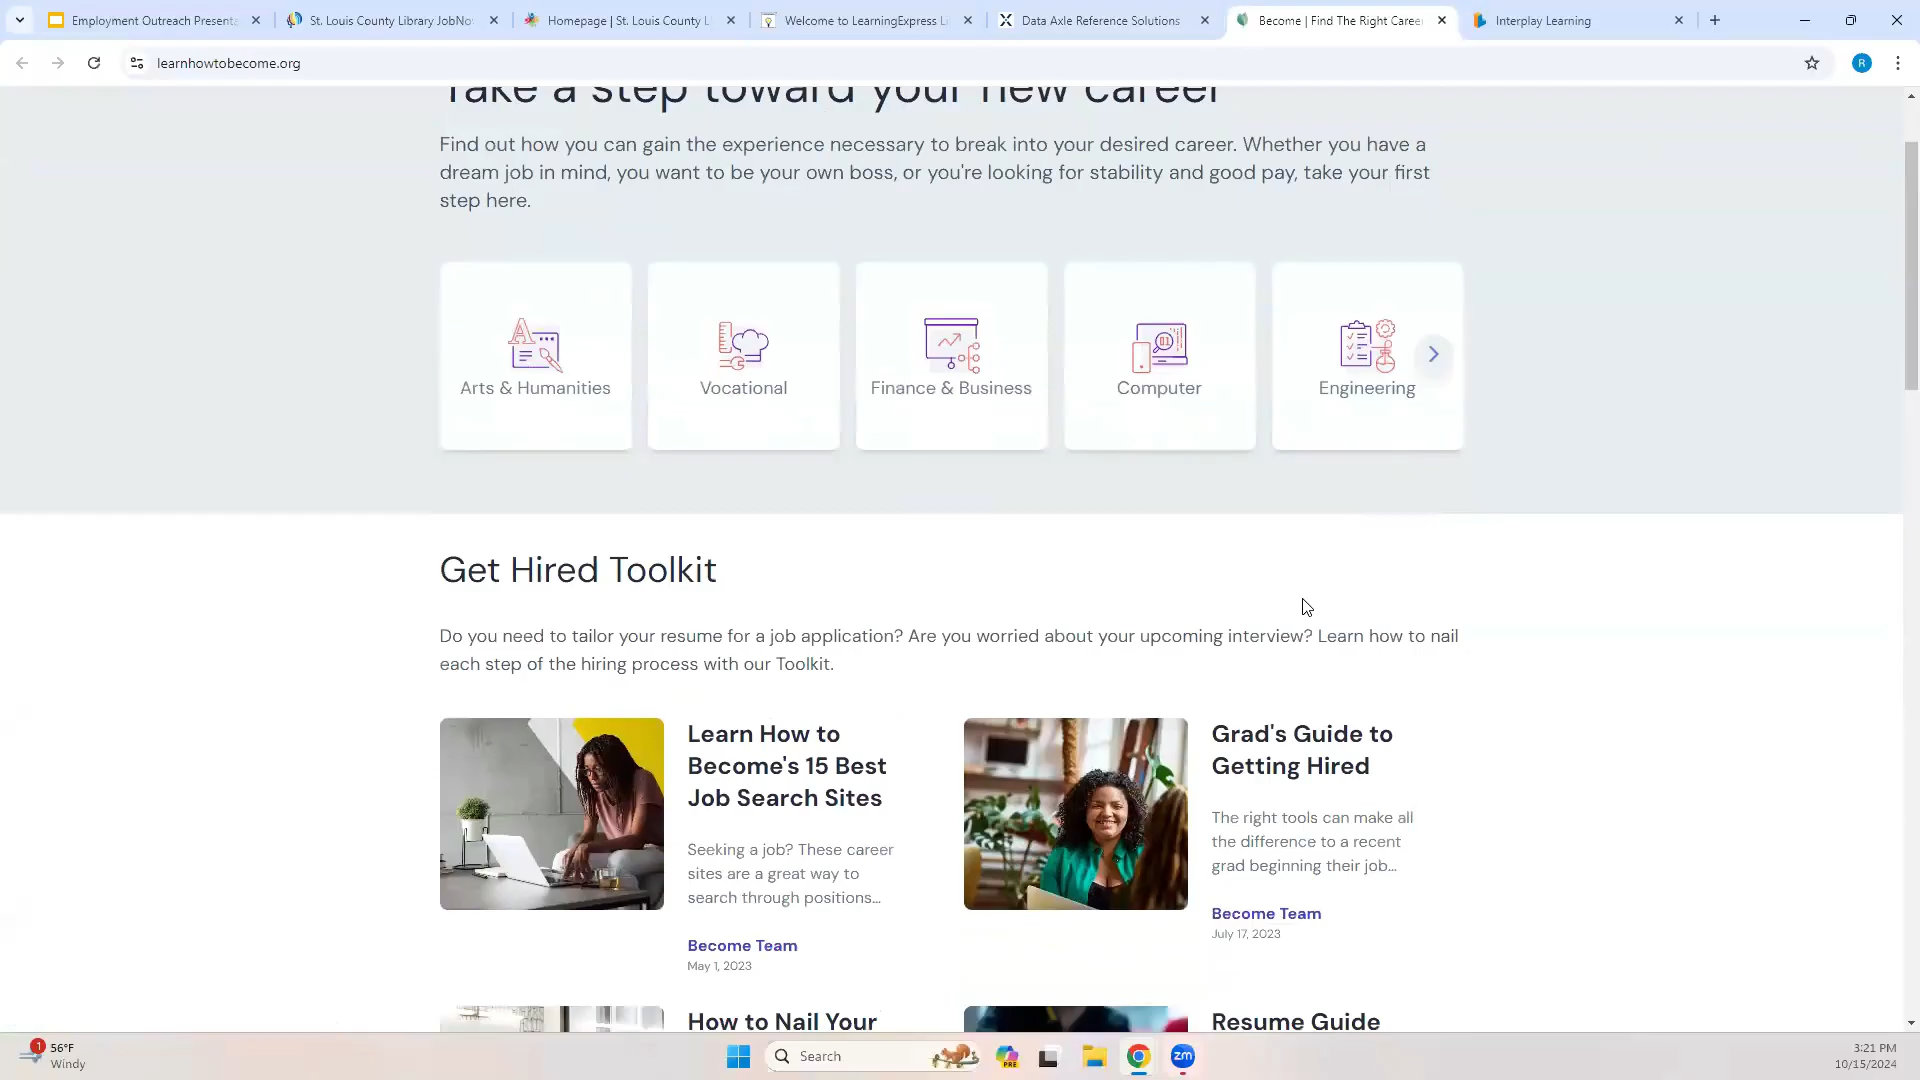 Employment Outreach Presenta
St. Louis County Library JobNo
Homepage | St. Louis County L
Welcome to LearningExpress Li
Data Axle Reference Solutions
Become | Find The Right Caree
Interplay Learning
learnhowtobecome.org
R
Take a step toward your new career
Find out how you can gain the experience necessary to break into your desired career. Whether you have a
dream job in mind, you want to be your own boss, or you're looking for stability and good pay, take your first
step here.
Arts & Humanities
Vocational
Finance & Business
Computer
Engineering
Get Hired Toolkit
Do you need to tailor your resume for a job application? Are you worried about your upcoming interview? Learn how to nail
each step of the hiring process with our Toolkit.
Learn How to
Become's 15 Best
Job Search Sites
Seeking a job? These career
sites are a great way to
search through positions...
Become Team
May 1, 2023
Grad's Guide to
Getting Hired
The right tools can make all
the difference to a recent
grad beginning their job...
Become Team
July 17, 2023
How to Nail Your
Resume Guide
1
56°F
Windy
Search
PRE
zm
3:21 PM
10/15/2024